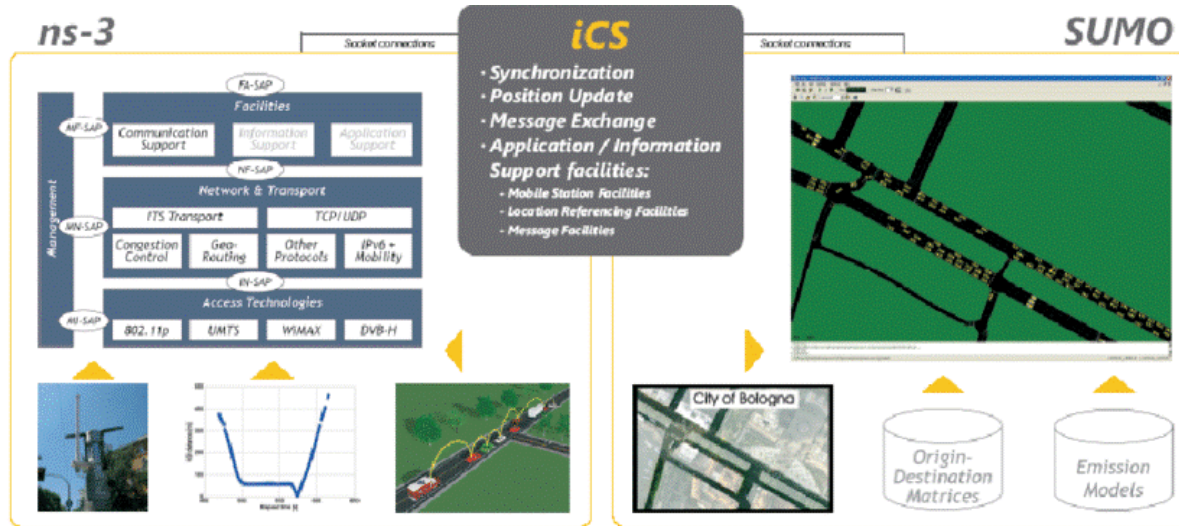 ns-3
Socket connections
iCS
Socket connections
SUMO
· Synchronization
· Position Update
· Message Exchange
· Application / Information
Support facilities:
- Mobile Station Facilities
- Location Referencing Facilities
- Message Facilities
FA-SAP
Facilities
MF-SAP
Communication
Support
Information
Support
Application
Support
NF-SAP
Network & Transport
Management
ITS Transport
TCP/UDP
MN-SAP
Congestion
Control
Geo-
Routing
Other
Protocols
IPv6 +
Mobility
IN-SAP
Access Technologies
MI-SAP
802.11p
UMTS
WiMAX
DVB-H
City of Bologna
Origin-
Destination
Matrices
Emission
Models